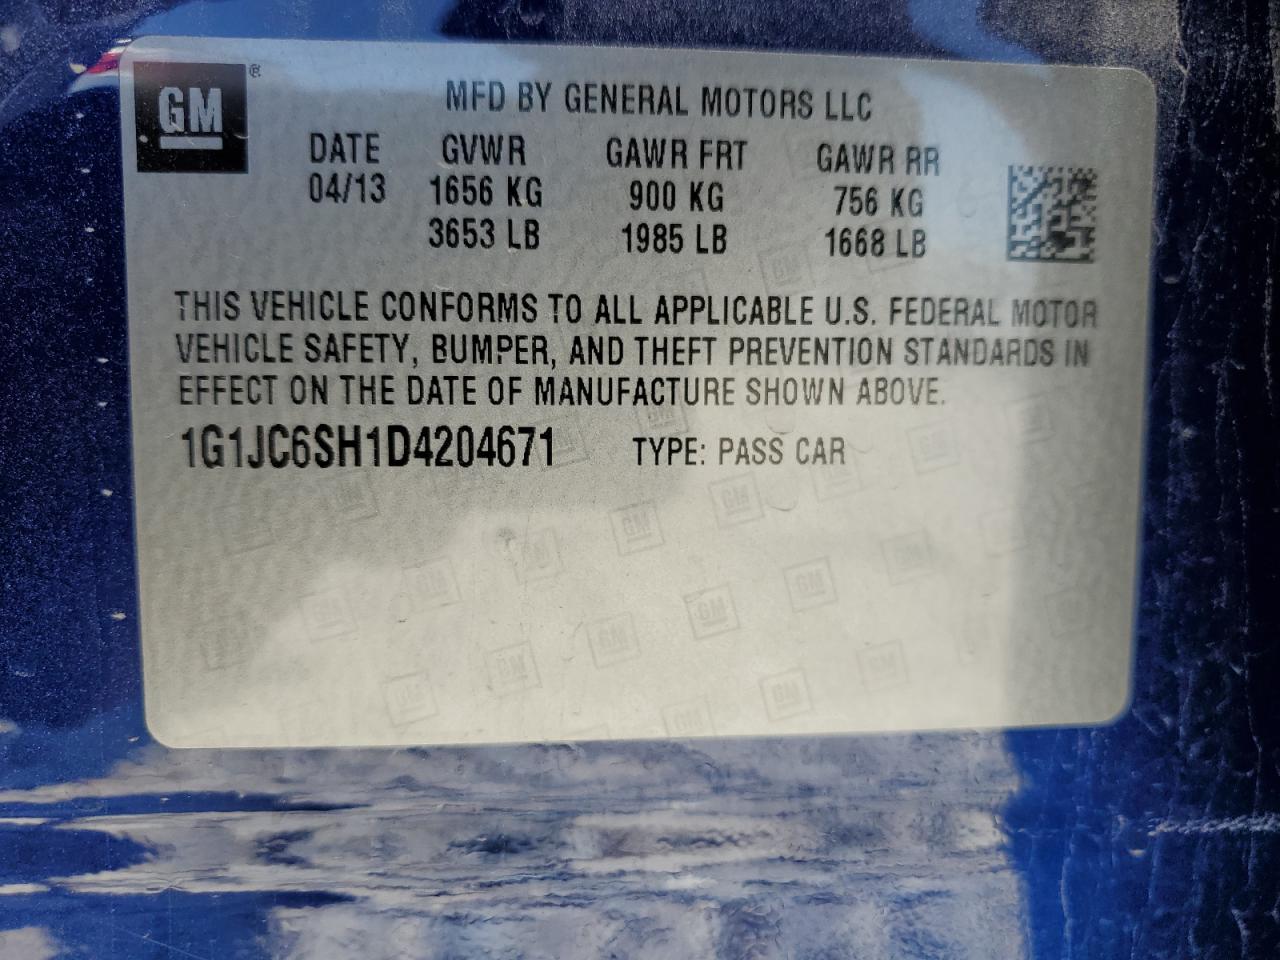 GM®
MFD BY GENERAL MOTORS LLC
DATE GVWR GAWR FRT GAWR RR
04/13 1656 KG 900 KG 756 KG
3653 LB 1985 LB 1668 LB
THIS VEHICLE CONFORMS TO ALL APPLICABLE U.S. FEDERAL MOTOR
VEHICLE SAFETY, BUMPER, AND THEFT PREVENTION STANDARDS IN
EFFECT ON THE DATE OF MANUFACTURE SHOWN ABOVE.
1G1JC6SH1D4204671 TYPE: PASS CAR